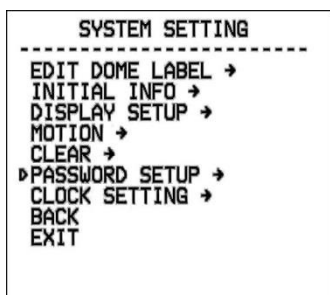 SYSTEM SETTING
EDIT DOME LABEL →
INITIAL INFO →
DISPLAY SETUP →
MOTION →
CLEAR →
PASSWORD SETUP →
CLOCK SETTING →
BACK
EXIT